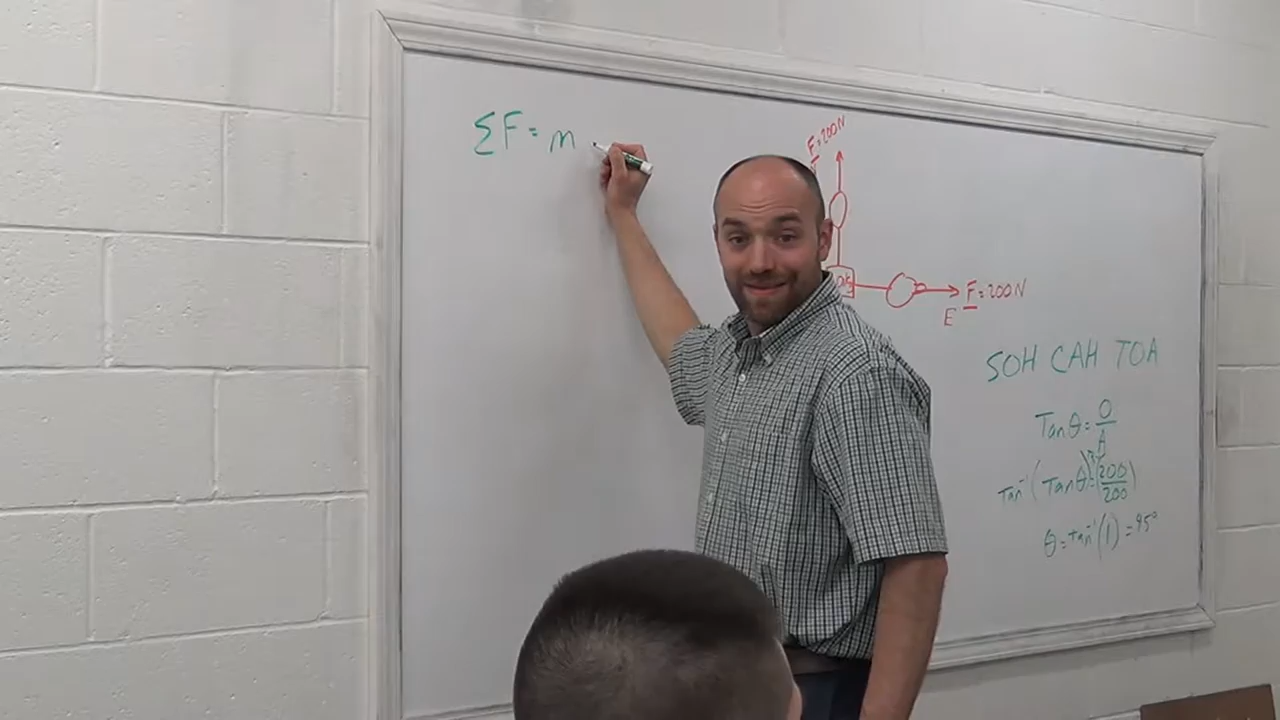 ΣF = m
F = 200N
F = 200N
E
SOH CAH TOA
Tanθ = O/A
Tan⁻¹(Tanθ) = (200/200)
θ = tan⁻¹(1) = 45°